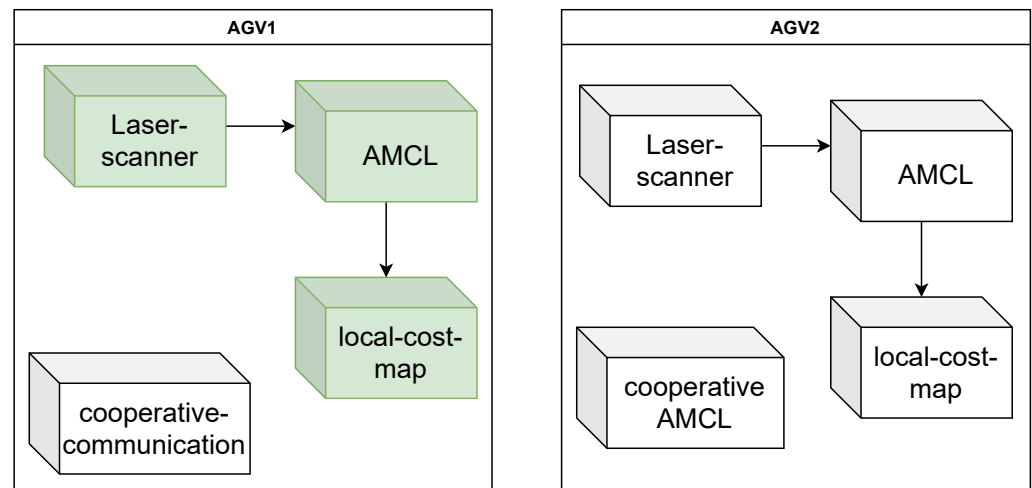 AGV1
Laser-
scanner
AMCL
local-cost-
map
cooperative-
communication
AGV2
Laser-
scanner
AMCL
local-cost-
map
cooperative
AMCL